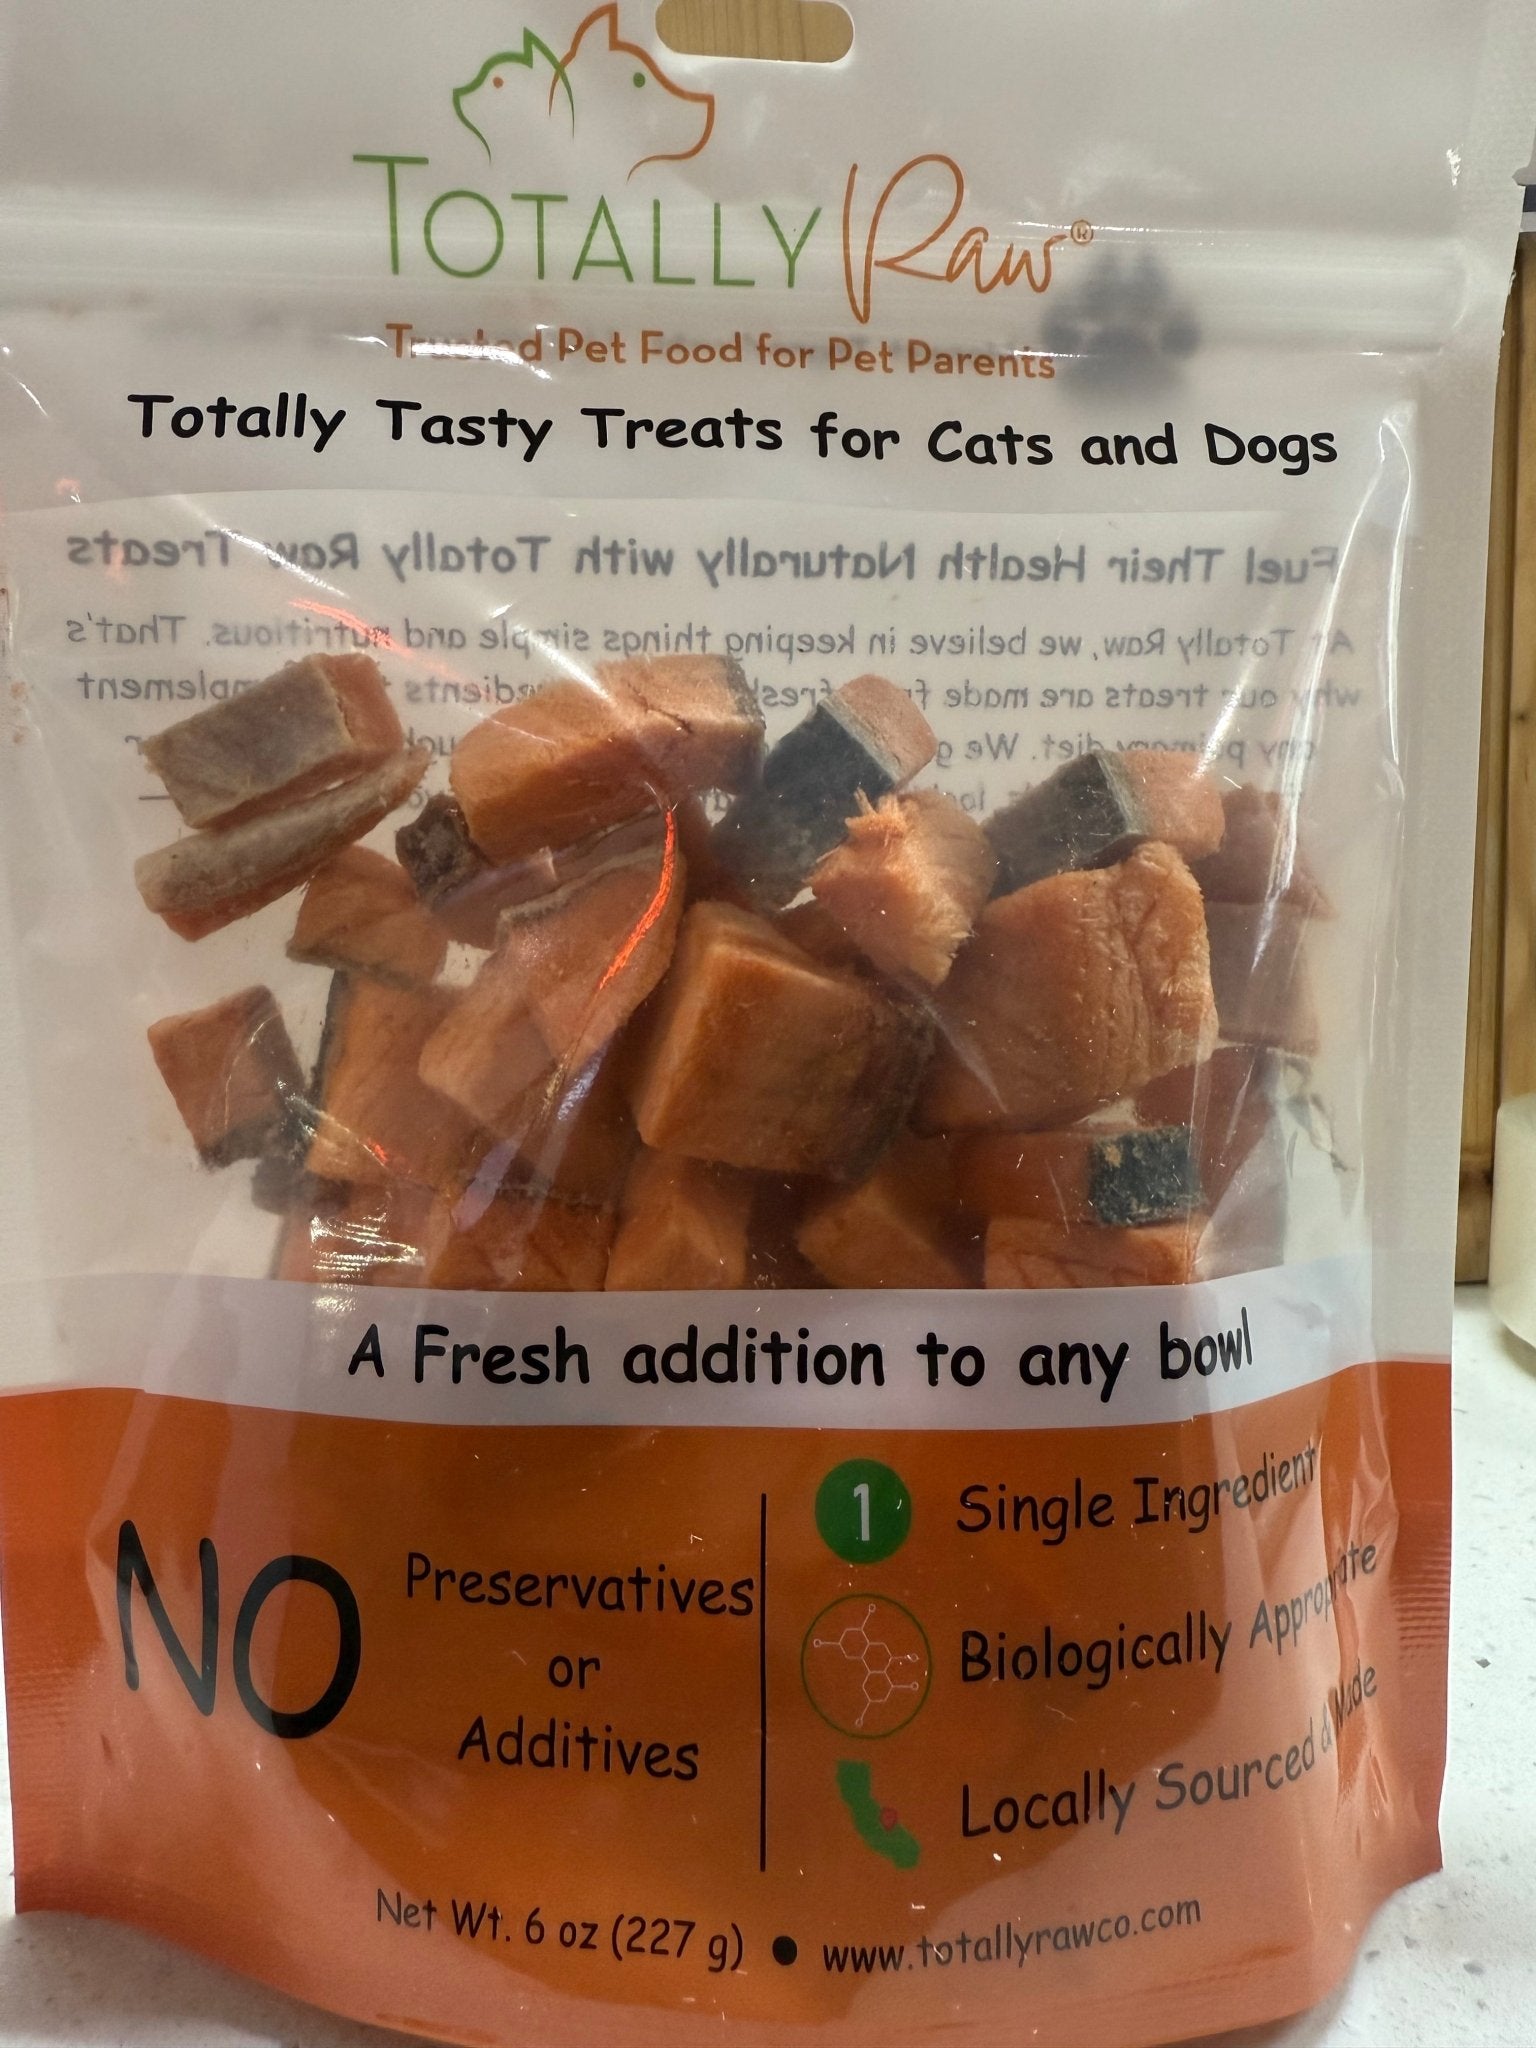 TOTALLY Raw®
Trusted Pet Food for Pet Parents
Totally Tasty Treats for Cats and Dogs
Fuel Their Health Naturally with Totally Raw Treats
At Totally Raw, we believe in keeping things simple and nutritious. That's
why our treats are made
any primary diet. We
A Fresh addition to any bowl
NO
Preservatives
or
Additives
1 Single Ingredient
Biologically Appropriate
Locally Sourced & Made
Net Wt. 6 oz (227 g) • www.totallyrawco.com